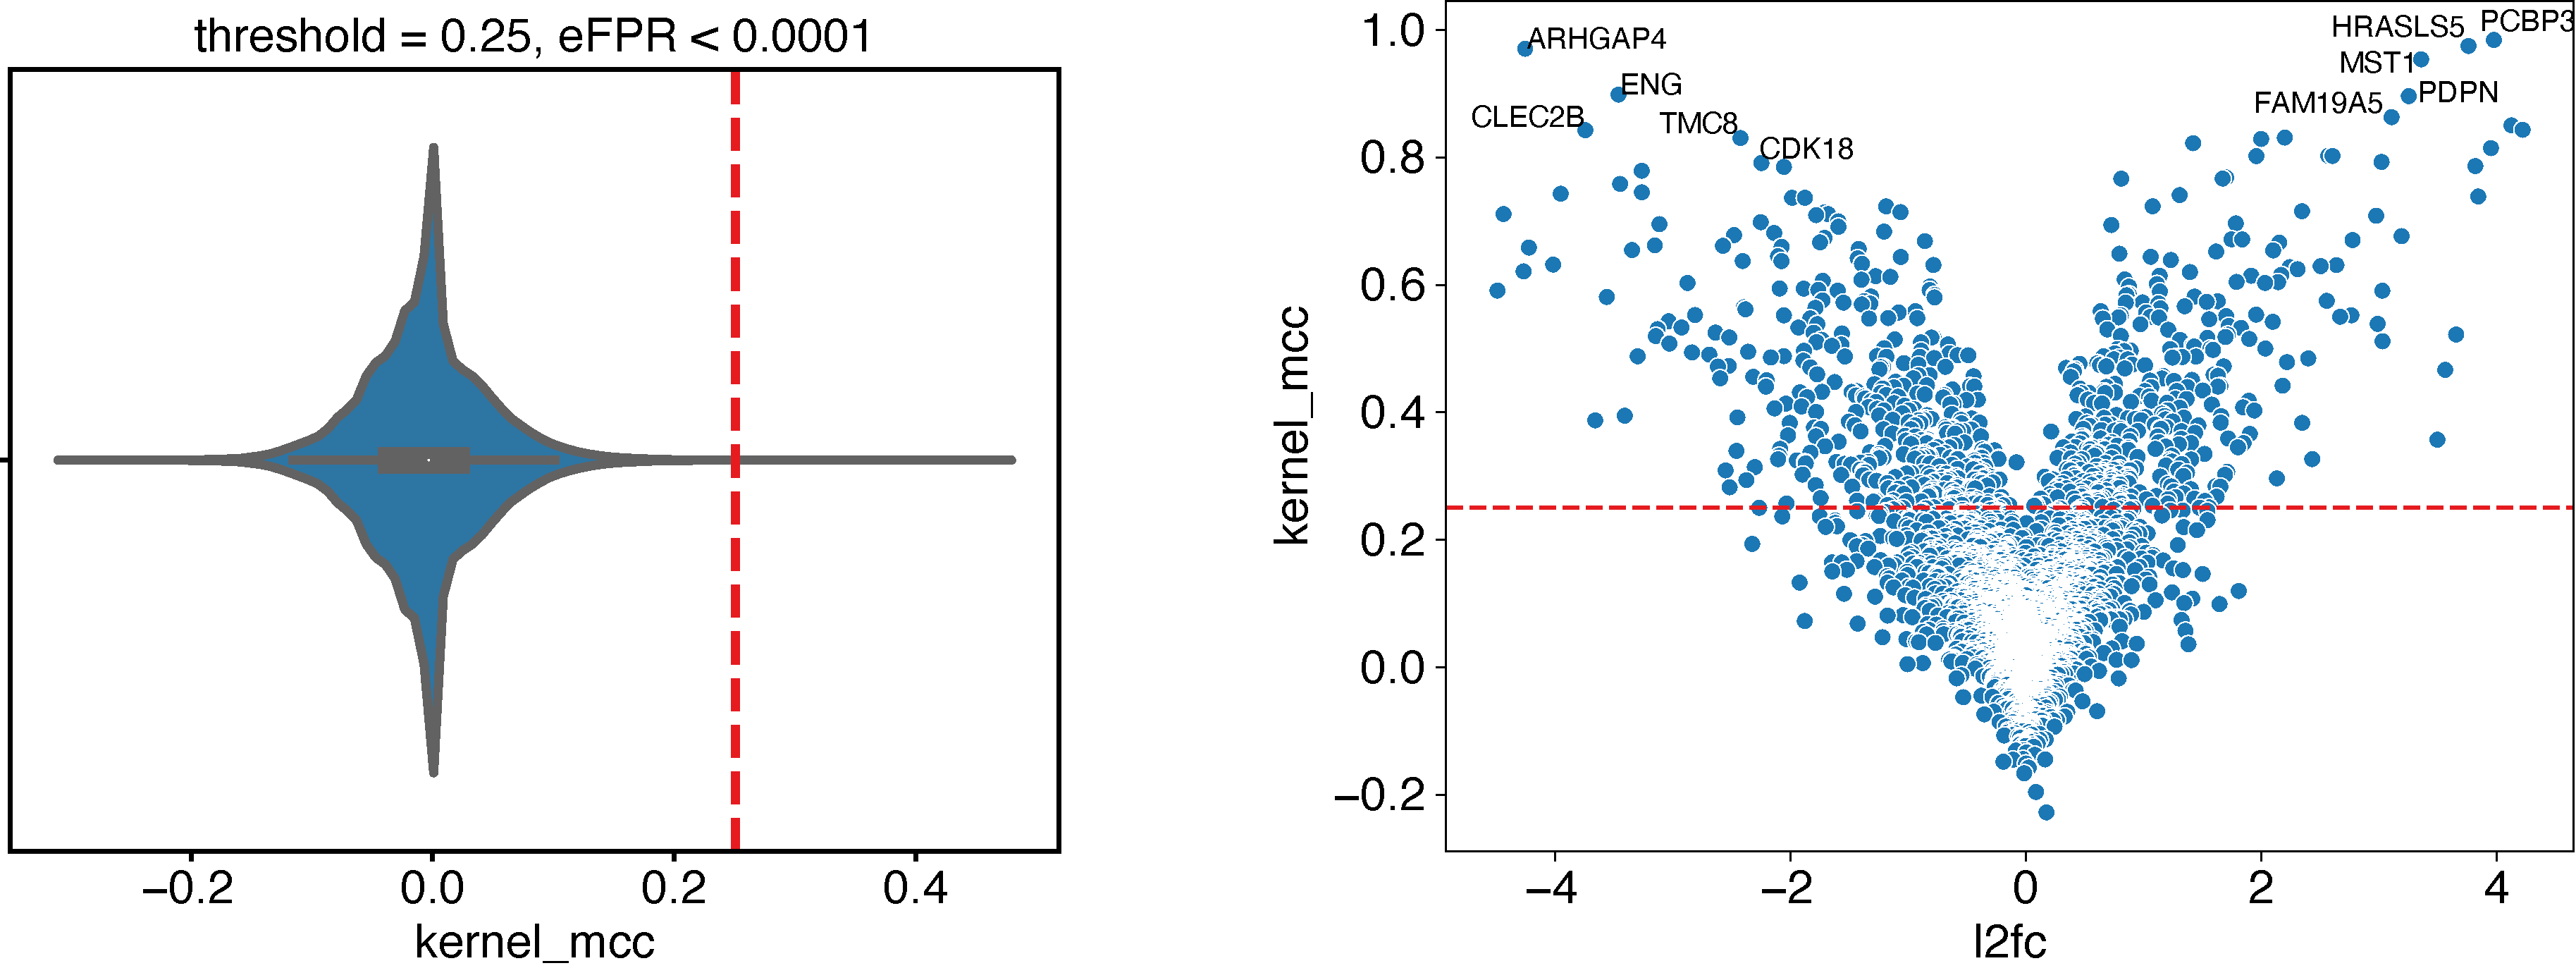 threshold = 0.25, eFPR < 0.0001
−0.2 0.0 0.2 0.4
kernel_mcc
kernel_mcc
1.0
0.8
0.6
0.4
0.2
0.0
−0.2
ARHGAP4
ENG
CLEC2B
TMC8
CDK18
HRASLS5
PCBP3
MST1
PDPN
FAM19A5
−4 −2 0 2 4
l2fc